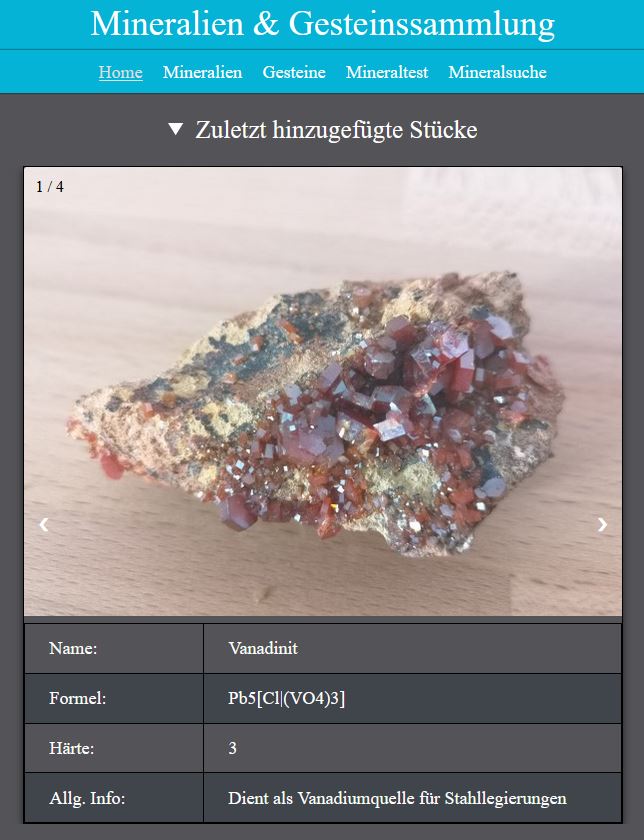 Mineralien & Gesteinssammlung
Home Mineralien Gesteine Mineraltest Mineralsuche
▼ Zuletzt hinzugefügte Stücke
1 / 4
❮ ❯
Name: Vanadinit
Formel: Pb5[Cl|(VO4)3]
Härte: 3
Allg. Info: Dient als Vanadiumquelle für Stahllegierungen